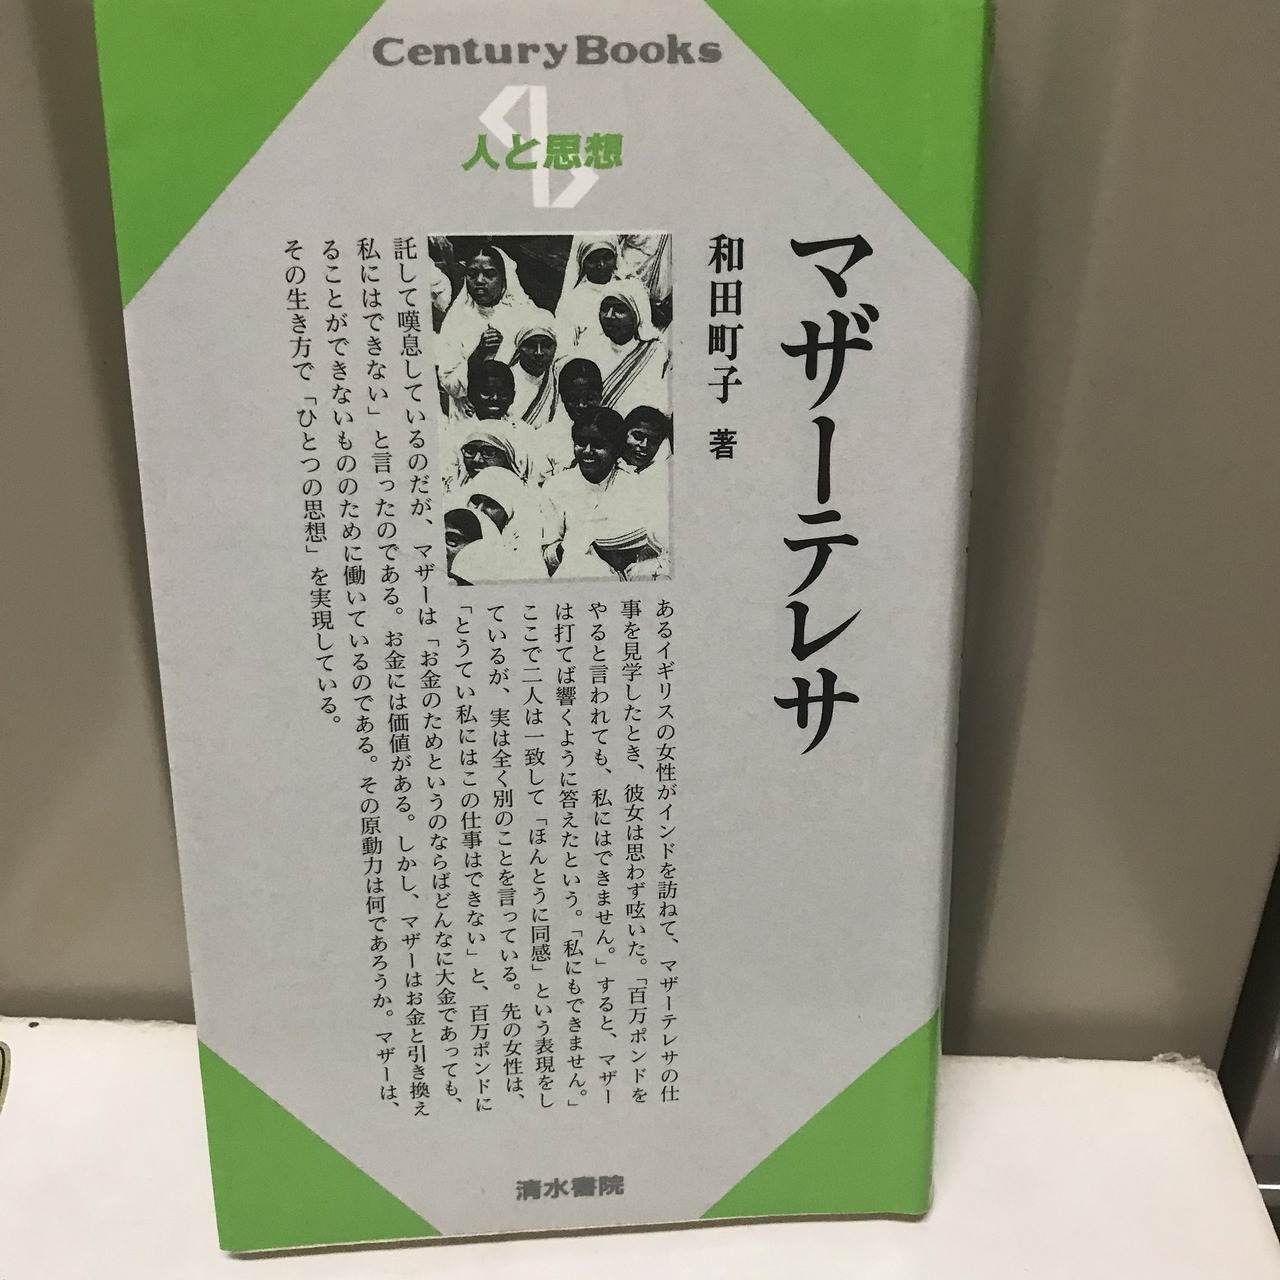 Century Books
人と思想
マザーテレサ
和田町子 著
あるイギリスの女性がインドを訪ねて、マザーテレサの仕
事を見学したとき、彼女は思わず呟いた。「百万ポンドを
やると言われても、私にはできません。」すると、マザー
は打てば響くように答えたという。「私にもできません。」
ここで二人は一致して「ほんとうに同感」という表現をし
ているが、実は全く別のことを言っている。先の女性は、
「とうてい私にはこの仕事はできない」と、百万ポンドに
託して嘆息しているのだが、マザーは「お金のためというのならばどんなに大金であっても、
私にはできない」と言ったのである。お金には価値がある。しかし、マザーはお金と引き換え
ることができないもののために働いているのである。その原動力は何であろうか。マザーは、
その生き方で「ひとつの思想」を実現している。
清水書院